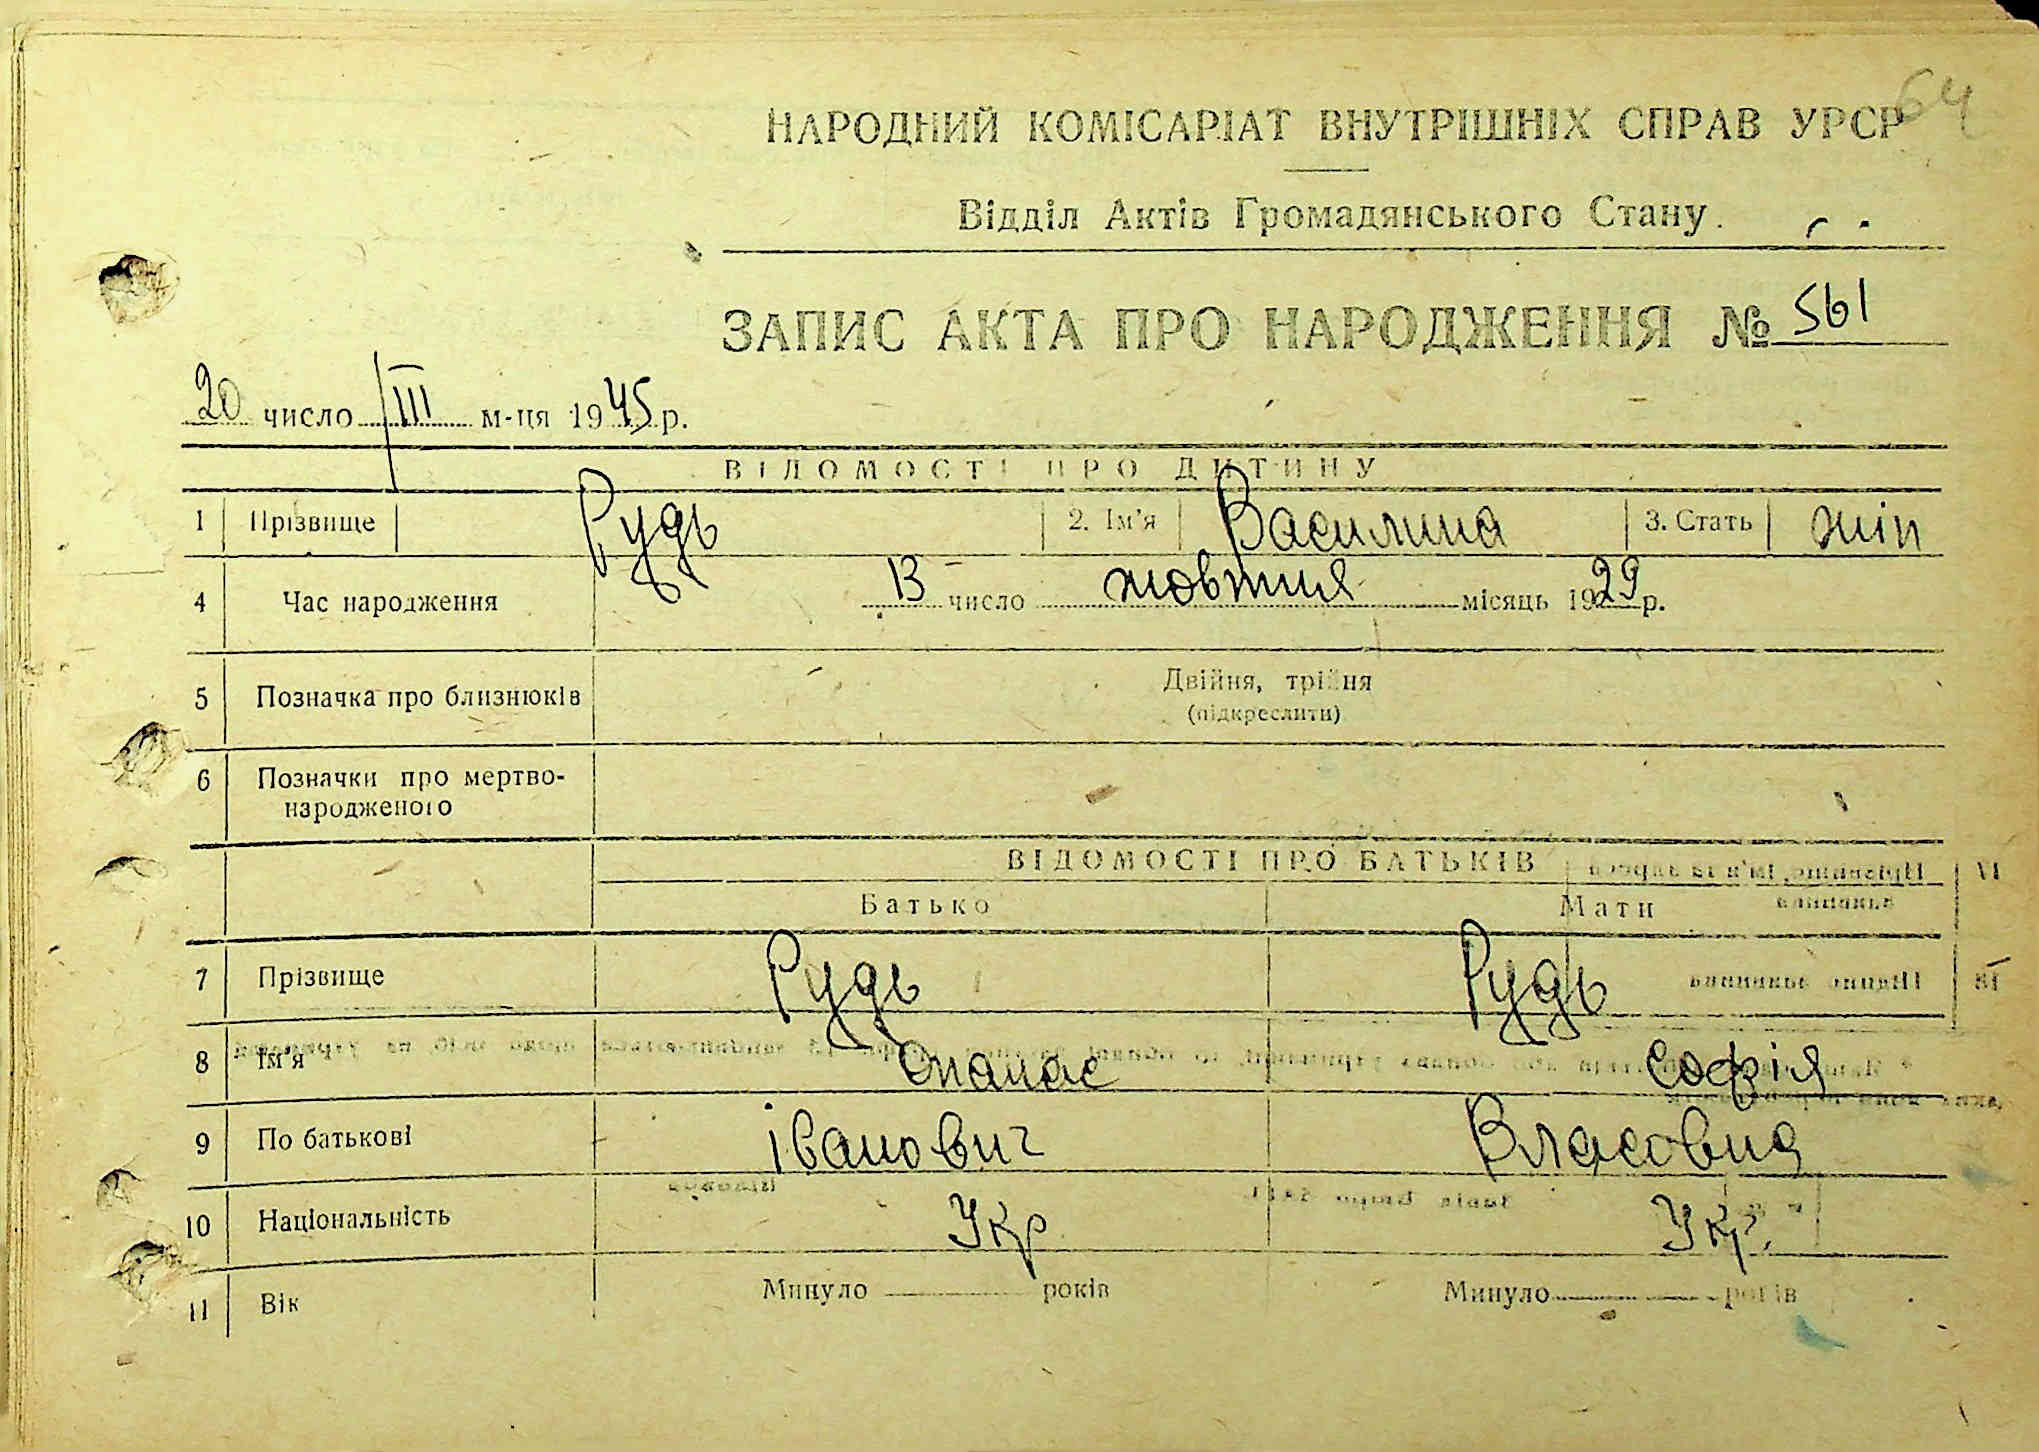 64
НАРОДНИЙ КОМІСАРІАТ ВНУТРІШНІХ СПРАВ УРСР
Відділ Актів Громадянського Стану.
ЗАПИС АКТА ПРО НАРОДЖЕННЯ № 561
20 число III м-ця 1945 р.
ВІДОМОСТІ ПРО ДИТИНУ
1 Прізвище Рудь 2. Ім'я Василина 3. Стать жін
4 Час народження 13 число жовтня місяць 1929 р.
5 Позначка про близнюків Двійня, трійня
(підкреслити)
6 Позначки про мертво-
народженого
ВІДОМОСТІ ПРО БАТЬКІВ
Батько Мати
7 Прізвище Рудь Рудь
8 Ім'я Опанас Софія
9 По батькові Іванович Власовна
10 Національність Укр Укр.
11 Вік Минуло років Минуло років